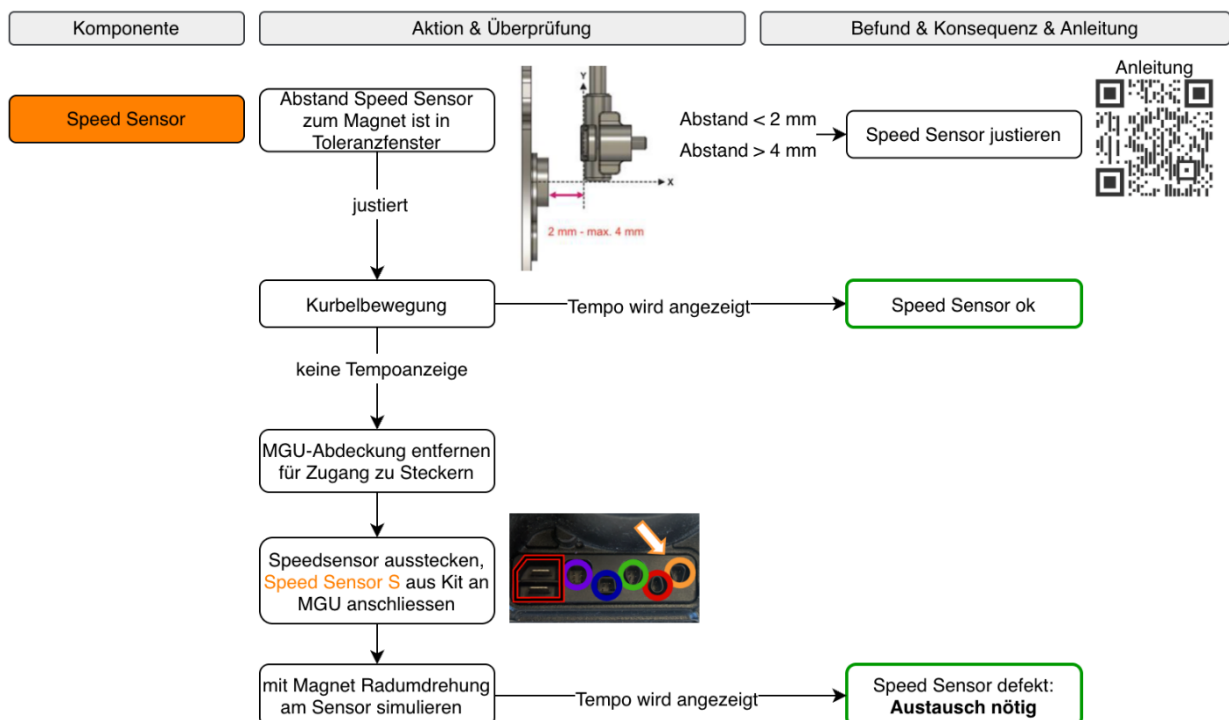 Komponente
Aktion & Überprüfung
Befund & Konsequenz & Anleitung
Speed Sensor
Abstand Speed Sensor
zum Magnet ist in
Toleranzfenster
Y
X
2 mm - max. 4 mm
Abstand < 2 mm
Abstand > 4 mm
Speed Sensor justieren
Anleitung
justiert
Kurbelbewegung
Tempo wird angezeigt
Speed Sensor ok
keine Tempoanzeige
MGU-Abdeckung entfernen
für Zugang zu Steckern
Speedsensor ausstecken,
Speed Sensor S aus Kit an
MGU anschliessen
mit Magnet Radumdrehung
am Sensor simulieren
Tempo wird angezeigt
Speed Sensor defekt:
Austausch nötig